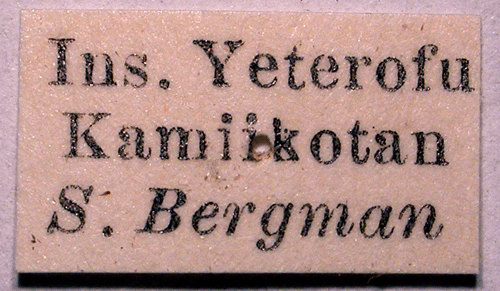 Ins. Yeterofu
Kamiikotan
S. Bergman